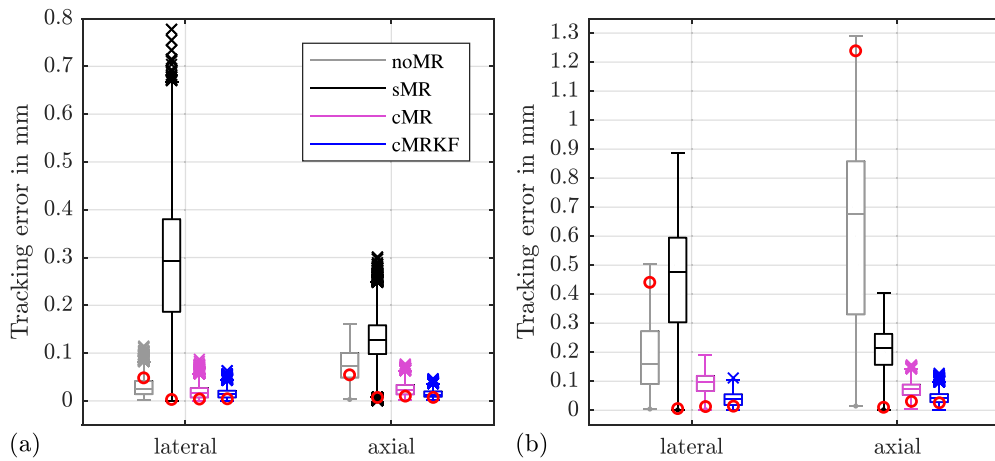 Tracking error in mm
0.8
0.7
0.6
0.5
0.4
0.3
0.2
0.1
0
noMR
sMR
cMR
cMRKF
lateral
axial
(a)
Tracking error in mm
1.3
1.2
1.1
1
0.9
0.8
0.7
0.6
0.5
0.4
0.3
0.2
0.1
0
lateral
axial
(b)